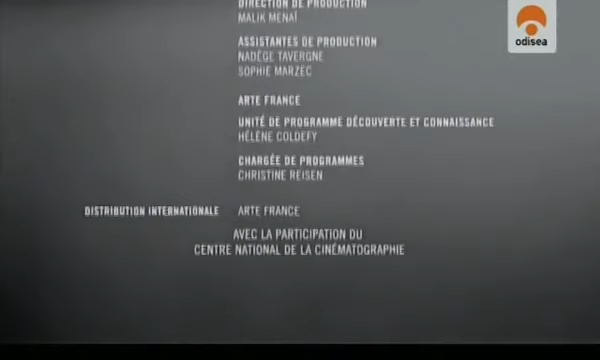 DIRECTION DE PRODUCTION
MALIK MENAÏ
ASSISTANTES DE PRODUCTION
NADÈGE TAVERGNE
SOPHIE MARZEC
ARTE FRANCE
UNITÉ DE PROGRAMME DÉCOUVERTE ET CONNAISSANCE
HÉLÈNE COLDEFY
CHARGÉE DE PROGRAMMES
CHRISTINE REISEN
DISTRIBUTION INTERNATIONALE ARTE FRANCE
AVEC LA PARTICIPATION DU
CENTRE NATIONAL DE LA CINÉMATOGRAPHIE
odisea